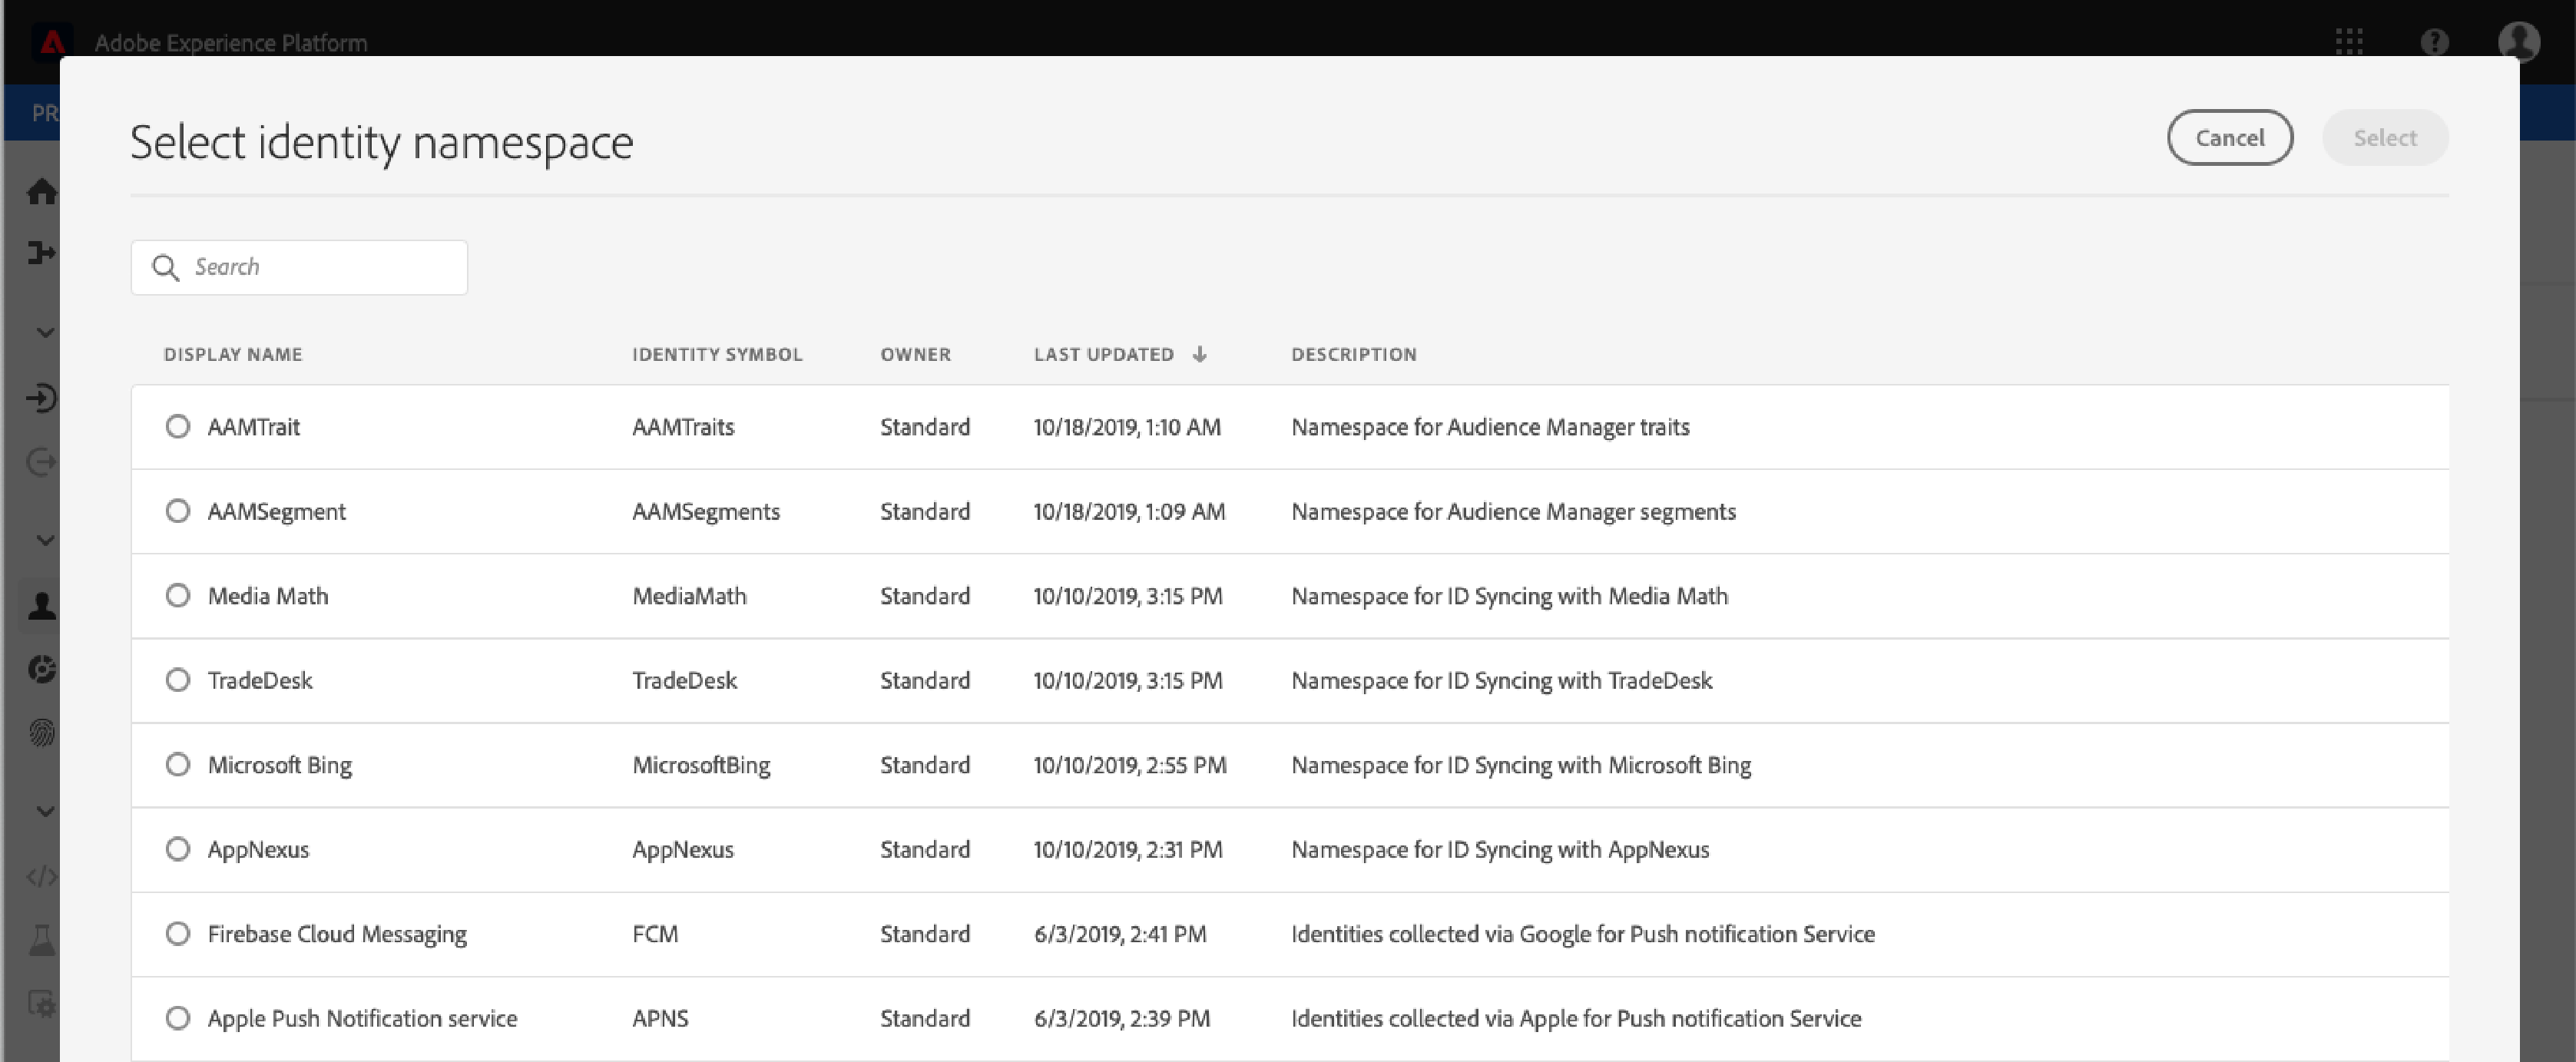 Adobe Experience Platform
PR
Select identity namespace
Cancel
Select
Search
DISPLAY NAME IDENTITY SYMBOL OWNER LAST UPDATED DESCRIPTION
AAMTrait AAMTraits Standard 10/18/2019, 1:10 AM Namespace for Audience Manager traits
AAMSegment AAMSegments Standard 10/18/2019, 1:09 AM Namespace for Audience Manager segments
Media Math MediaMath Standard 10/10/2019, 3:15 PM Namespace for ID Syncing with Media Math
TradeDesk TradeDesk Standard 10/10/2019, 3:15 PM Namespace for ID Syncing with TradeDesk
Microsoft Bing MicrosoftBing Standard 10/10/2019, 2:55 PM Namespace for ID Syncing with Microsoft Bing
AppNexus AppNexus Standard 10/10/2019, 2:31 PM Namespace for ID Syncing with AppNexus
Firebase Cloud Messaging FCM Standard 6/3/2019, 2:41 PM Identities collected via Google for Push notification Service
Apple Push Notification service APNS Standard 6/3/2019, 2:39 PM Identities collected via Apple for Push notification Service